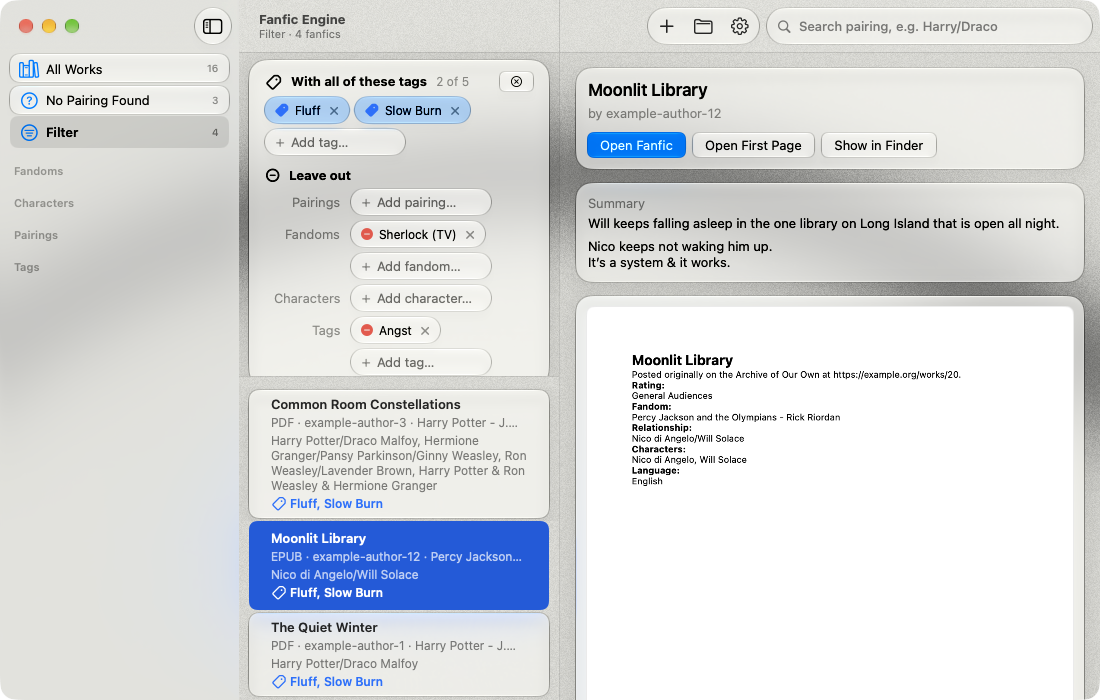 All Works 16
No Pairing Found 3
Filter 4
Fandoms
Characters
Pairings
Tags
Fanfic Engine
Filter · 4 fanfics
Search pairing, e.g. Harry/Draco
With all of these tags 2 of 5
Fluff
Slow Burn
+ Add tag...
Leave out
Pairings + Add pairing...
Fandoms Sherlock (TV)
+ Add fandom...
Characters + Add character...
Tags Angst
+ Add tag...
Common Room Constellations
PDF · example-author-3 · Harry Potter - J....
Harry Potter/Draco Malfoy, Hermione
Granger/Pansy Parkinson/Ginny Weasley, Ron
Weasley/Lavender Brown, Harry Potter & Ron
Weasley & Hermione Granger
Fluff, Slow Burn
Moonlit Library
EPUB · example-author-12 · Percy Jackson...
Nico di Angelo/Will Solace
Fluff, Slow Burn
The Quiet Winter
PDF · example-author-1 · Harry Potter - J....
Harry Potter/Draco Malfoy
Fluff, Slow Burn
Moonlit Library
by example-author-12
Open Fanfic
Open First Page
Show in Finder
Summary
Will keeps falling asleep in the one library on Long Island that is open all night.
Nico keeps not waking him up.
It’s a system & it works.
Moonlit Library
Posted originally on the Archive of Our Own at https://example.org/works/20.
Rating:
General Audiences
Fandom:
Percy Jackson and the Olympians - Rick Riordan
Relationship:
Nico di Angelo/Will Solace
Characters:
Nico di Angelo, Will Solace
Language:
English